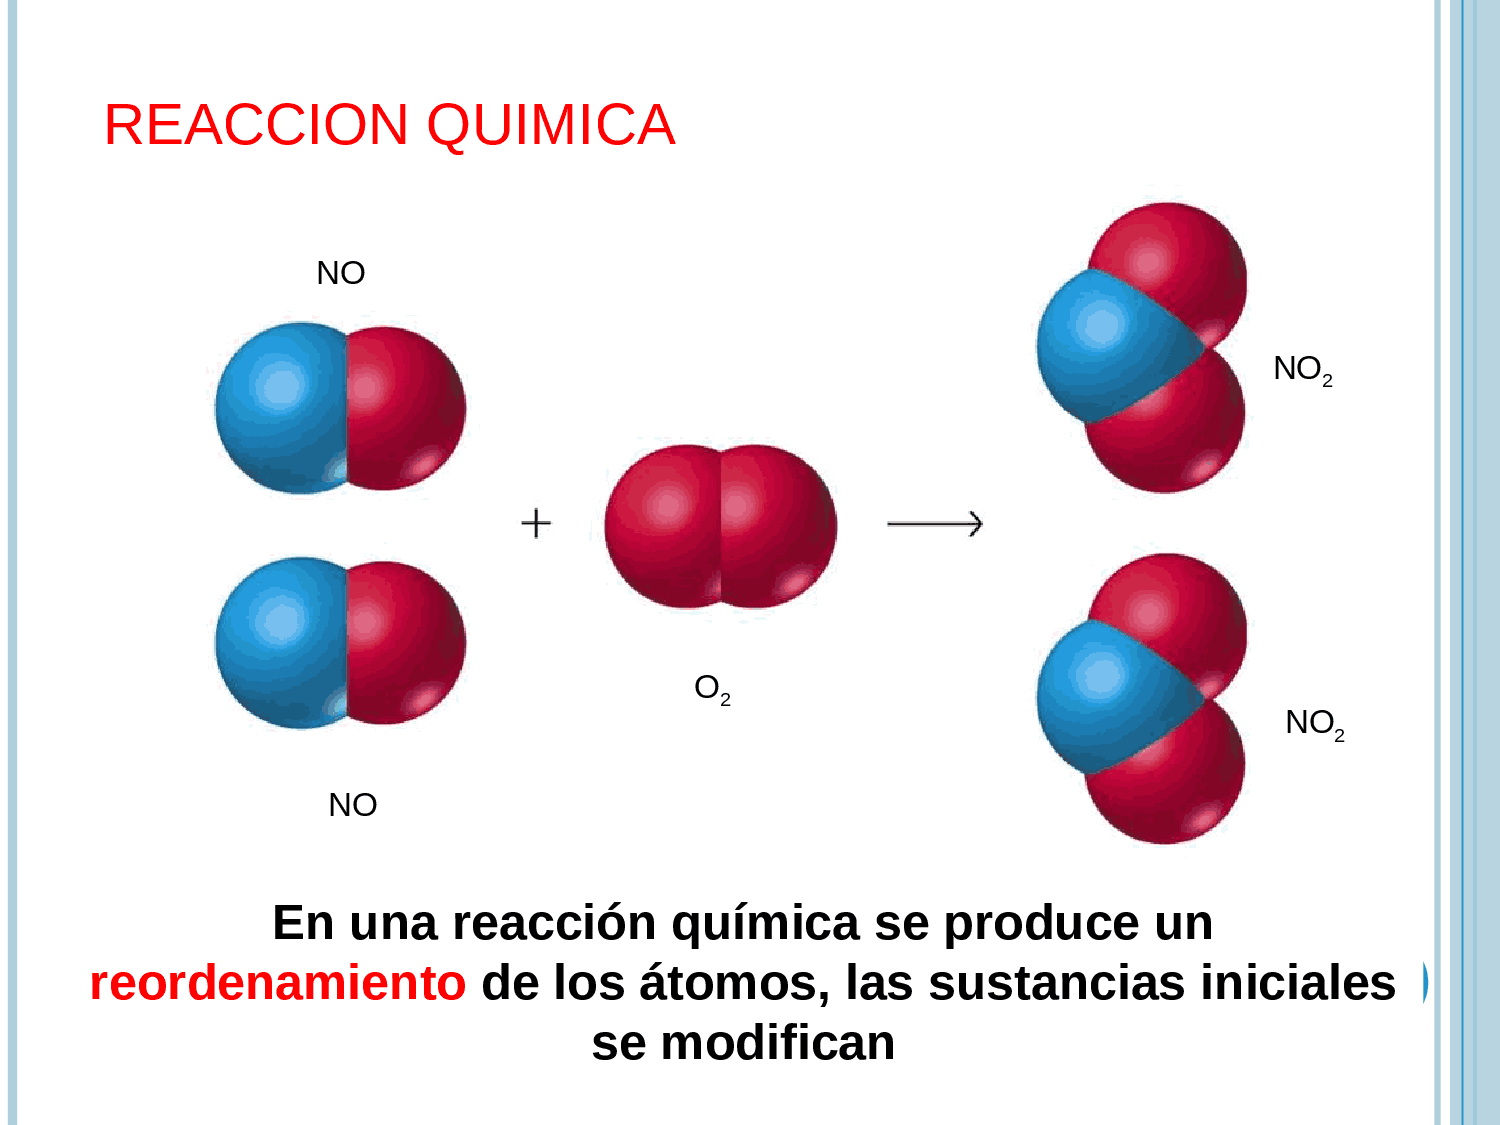 REACCION QUIMICA
NO
NO₂
+
O₂
NO₂
NO
En una reacción química se produce un
reordenamiento de los átomos, las sustancias iniciales
se modifican